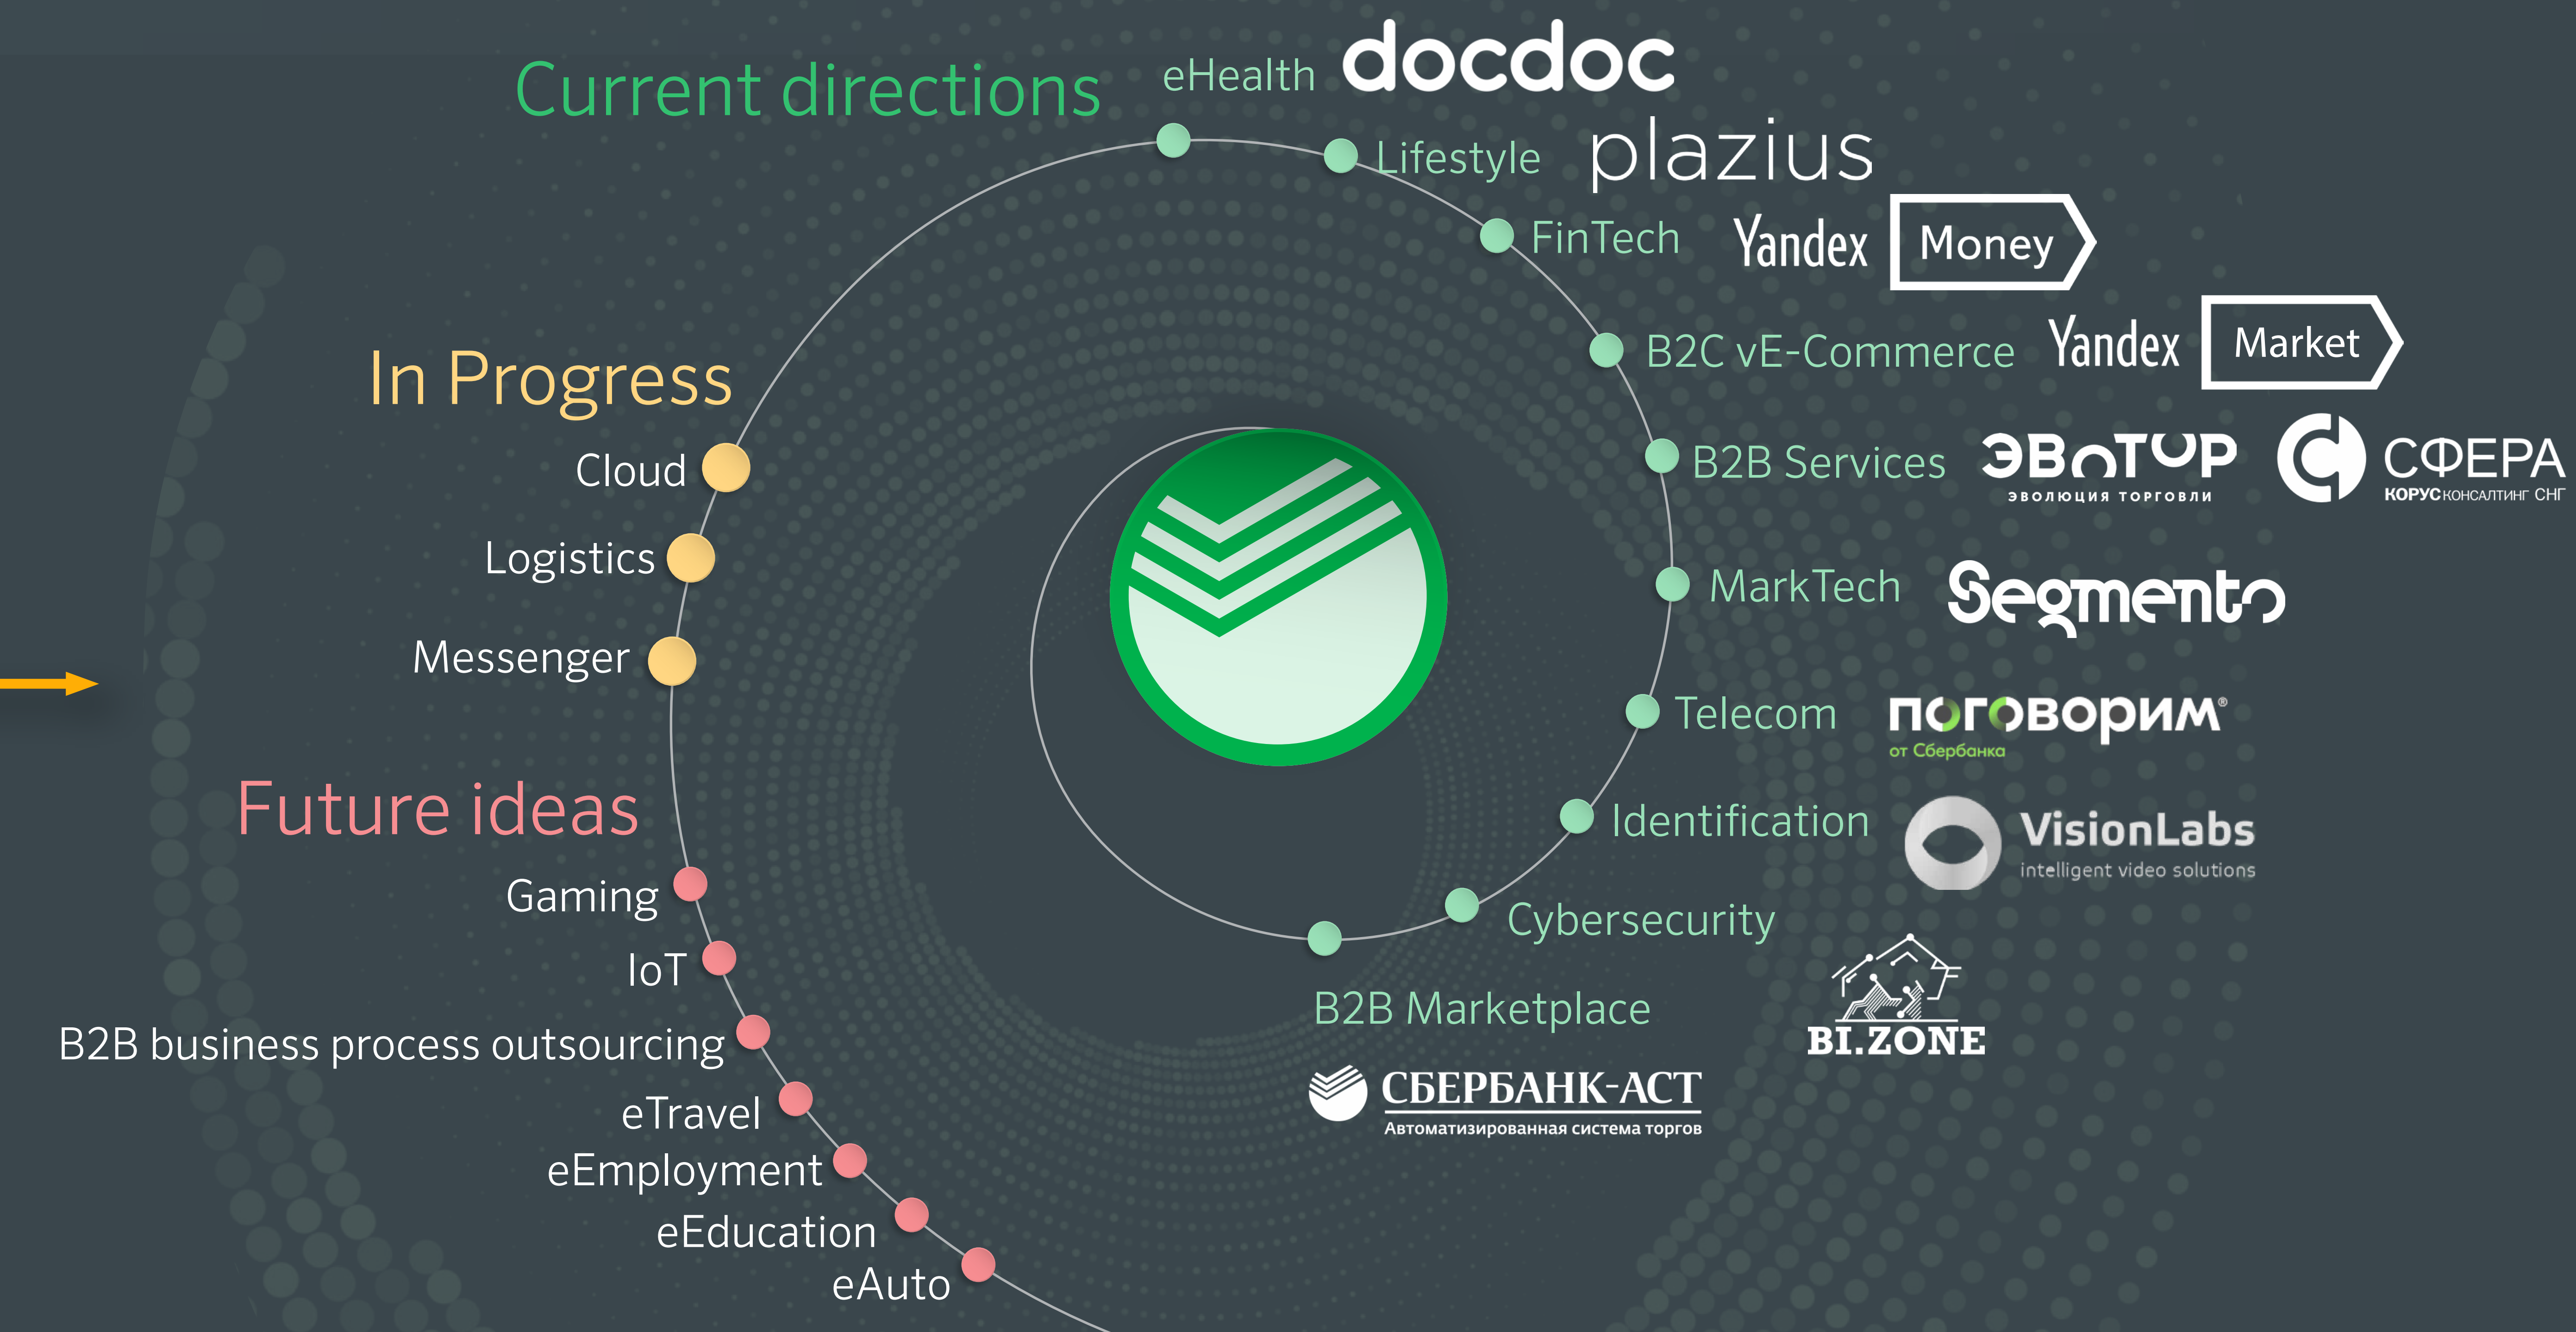 Current directions
eHealth docdoc
Lifestyle plazius
FinTech Yandex Money
B2C vE-Commerce Yandex Market
B2B Services ЭВОТОР СФЕРА
ЭВОЛЮЦИЯ ТОРГОВЛИ КОРУС КОНСАЛТИНГ СНГ
MarkTech Segmento
Telecom ПОГОВОРИМ®
от Сбербанка
Identification VisionLabs
intelligent video solutions
Cybersecurity
BI.ZONE
B2B Marketplace
СБЕРБАНК-АСТ
Автоматизированная система торгов
In Progress
Cloud
Logistics
Messenger
Future ideas
Gaming
IoT
B2B business process outsourcing
eTravel
eEmployment
eEducation
eAuto